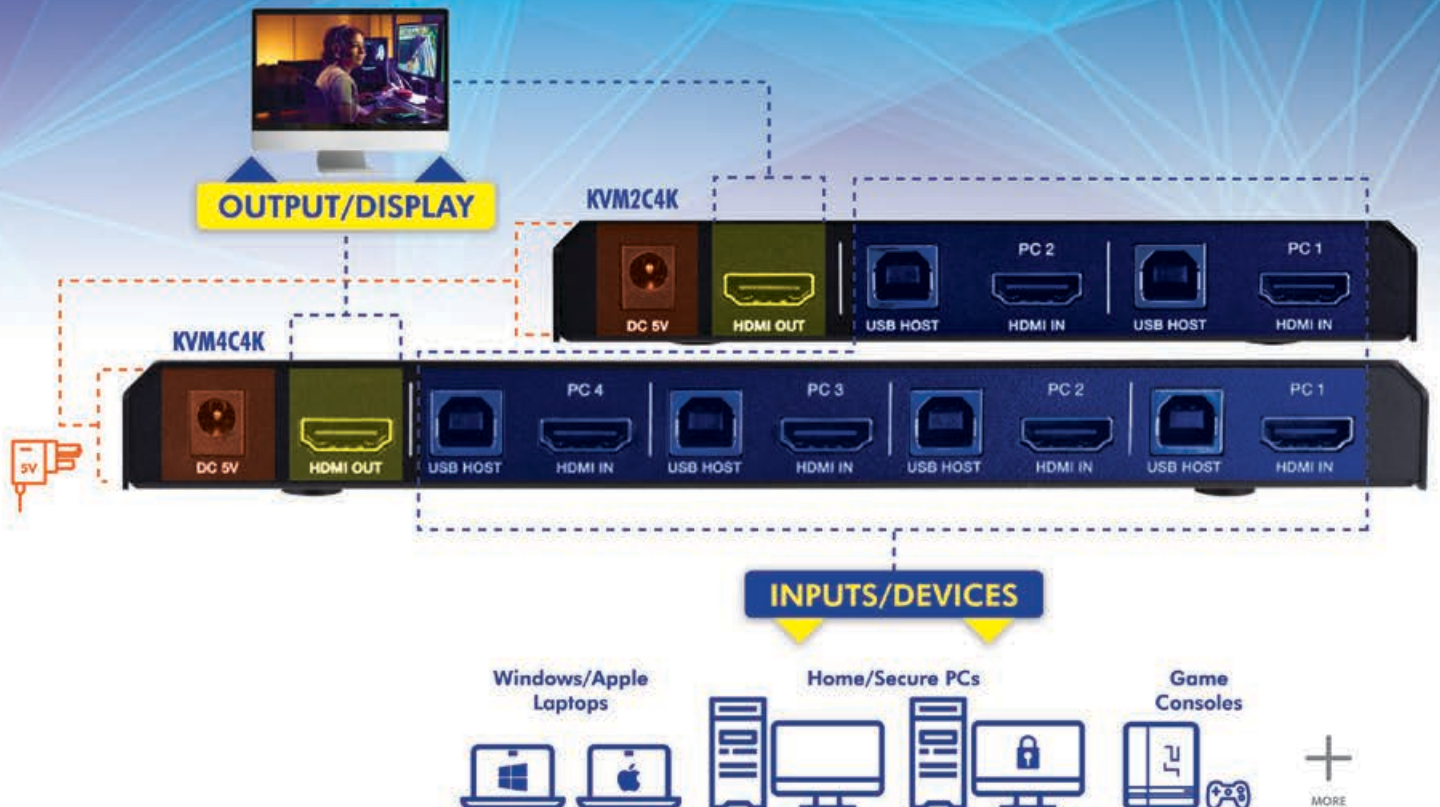 OUTPUT/DISPLAY
KVM2C4K
PC 2
PC 1
DC 5V
HDMI OUT
USB HOST
HDMI IN
USB HOST
HDMI IN
KVM4C4K
PC 4
PC 3
PC 2
PC 1
5V
DC 5V
HDMI OUT
USB HOST
HDMI IN
USB HOST
HDMI IN
USB HOST
HDMI IN
USB HOST
HDMI IN
INPUTS/DEVICES
Windows/Apple
Laptops
Home/Secure PCs
Game
Consoles
MORE